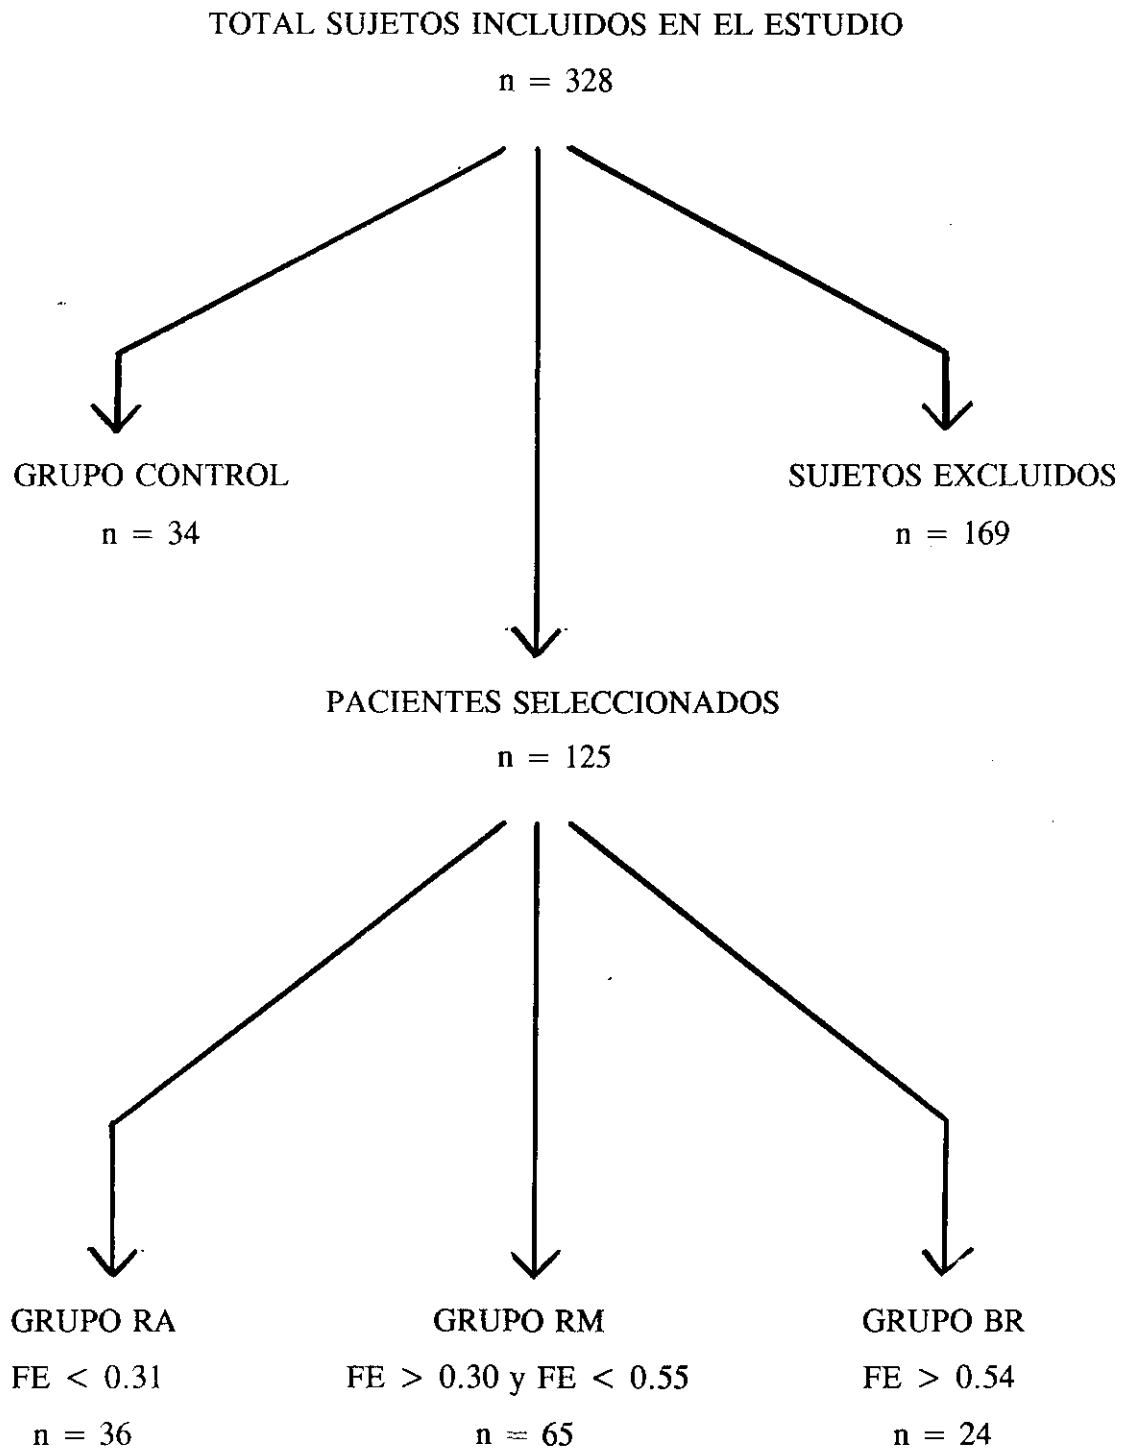 TOTAL SUJETOS INCLUIDOS EN EL ESTUDIO
n = 328
GRUPO CONTROL
n = 34
SUJETOS EXCLUIDOS
n = 169
PACIENTES SELECCIONADOS
n = 125
GRUPO RA
FE < 0.31
n = 36
GRUPO RM
FE > 0.30 y FE < 0.55
n = 65
GRUPO BR
FE > 0.54
n = 24